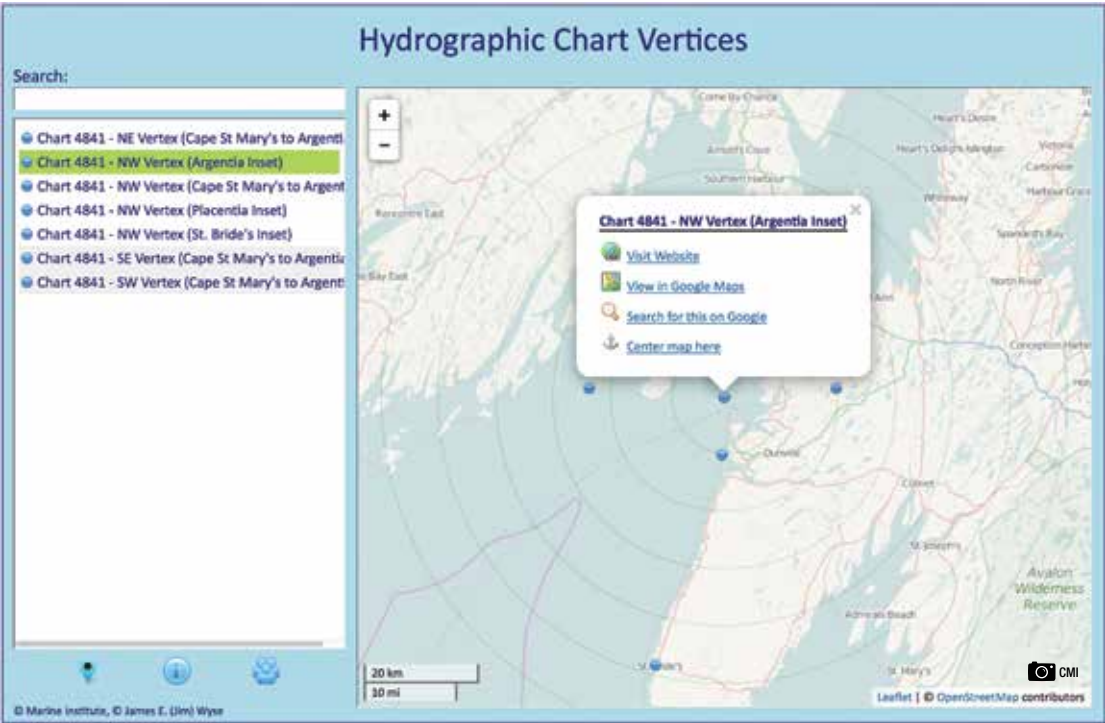 Hydrographic Chart Vertices
Search:
Chart 4841 - NE Vertex (Cape St Mary's to Argenti
Chart 4841 - NW Vertex (Argentia Inset)
Chart 4841 - NW Vertex (Cape St Mary's to Argent
Chart 4841 - NW Vertex (Placentia Inset)
Chart 4841 - NW Vertex (St. Bride's Inset)
Chart 4841 - SE Vertex (Cape St Mary's to Argentia
Chart 4841 - SW Vertex (Cape St Mary's to Argent
© Marine Institute, © James E. (Jim) Wyse
+
−
Come By Chance
Heart's Desire
Arnold's Cove
Heart's Delight-Islington
Victoria
Carbonear
Southern Harbour
Harbour Grace
Whiteway
Rencontre East
Spaniard's Bay
Chart 4841 - NW Vertex (Argentia Inset)
×
Visit Website
View in Google Maps
Search for this on Google
Center map here
Bay East
North River
Conception Harbo
Dunville
Colinet
St. Joseph's
Avalon
Wilderness
Reserve
Admirals Beach
St. Mary's
20 km
10 mi
CMI
Leaflet | © OpenStreetMap contributors